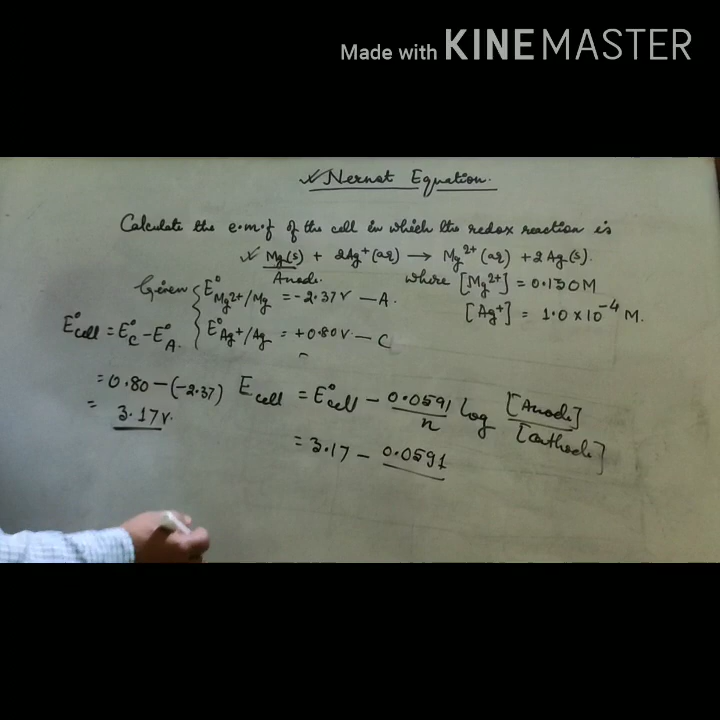 Made with KINEMASTER
Nernst Equation.
Calculate the e.m.f of the cell in which the redox reaction is
Mg(s) + 2Ag⁺(aq) → Mg²⁺(aq) + 2Ag(s).
Anode
where [Mg²⁺] = 0.130M
[Ag⁺] = 1.0 × 10⁻⁴ M.
Given { E°Mg²⁺/Mg = -2.37V — A.
E°Ag⁺/Ag = +0.80V. — C
E°cell = E°C - E°A.
= 0.80 - (-2.37)
= 3.17V.
Ecell = E°cell - 0.0591/n log [Anode]/[Cathode]
= 3.17 - 0.0591